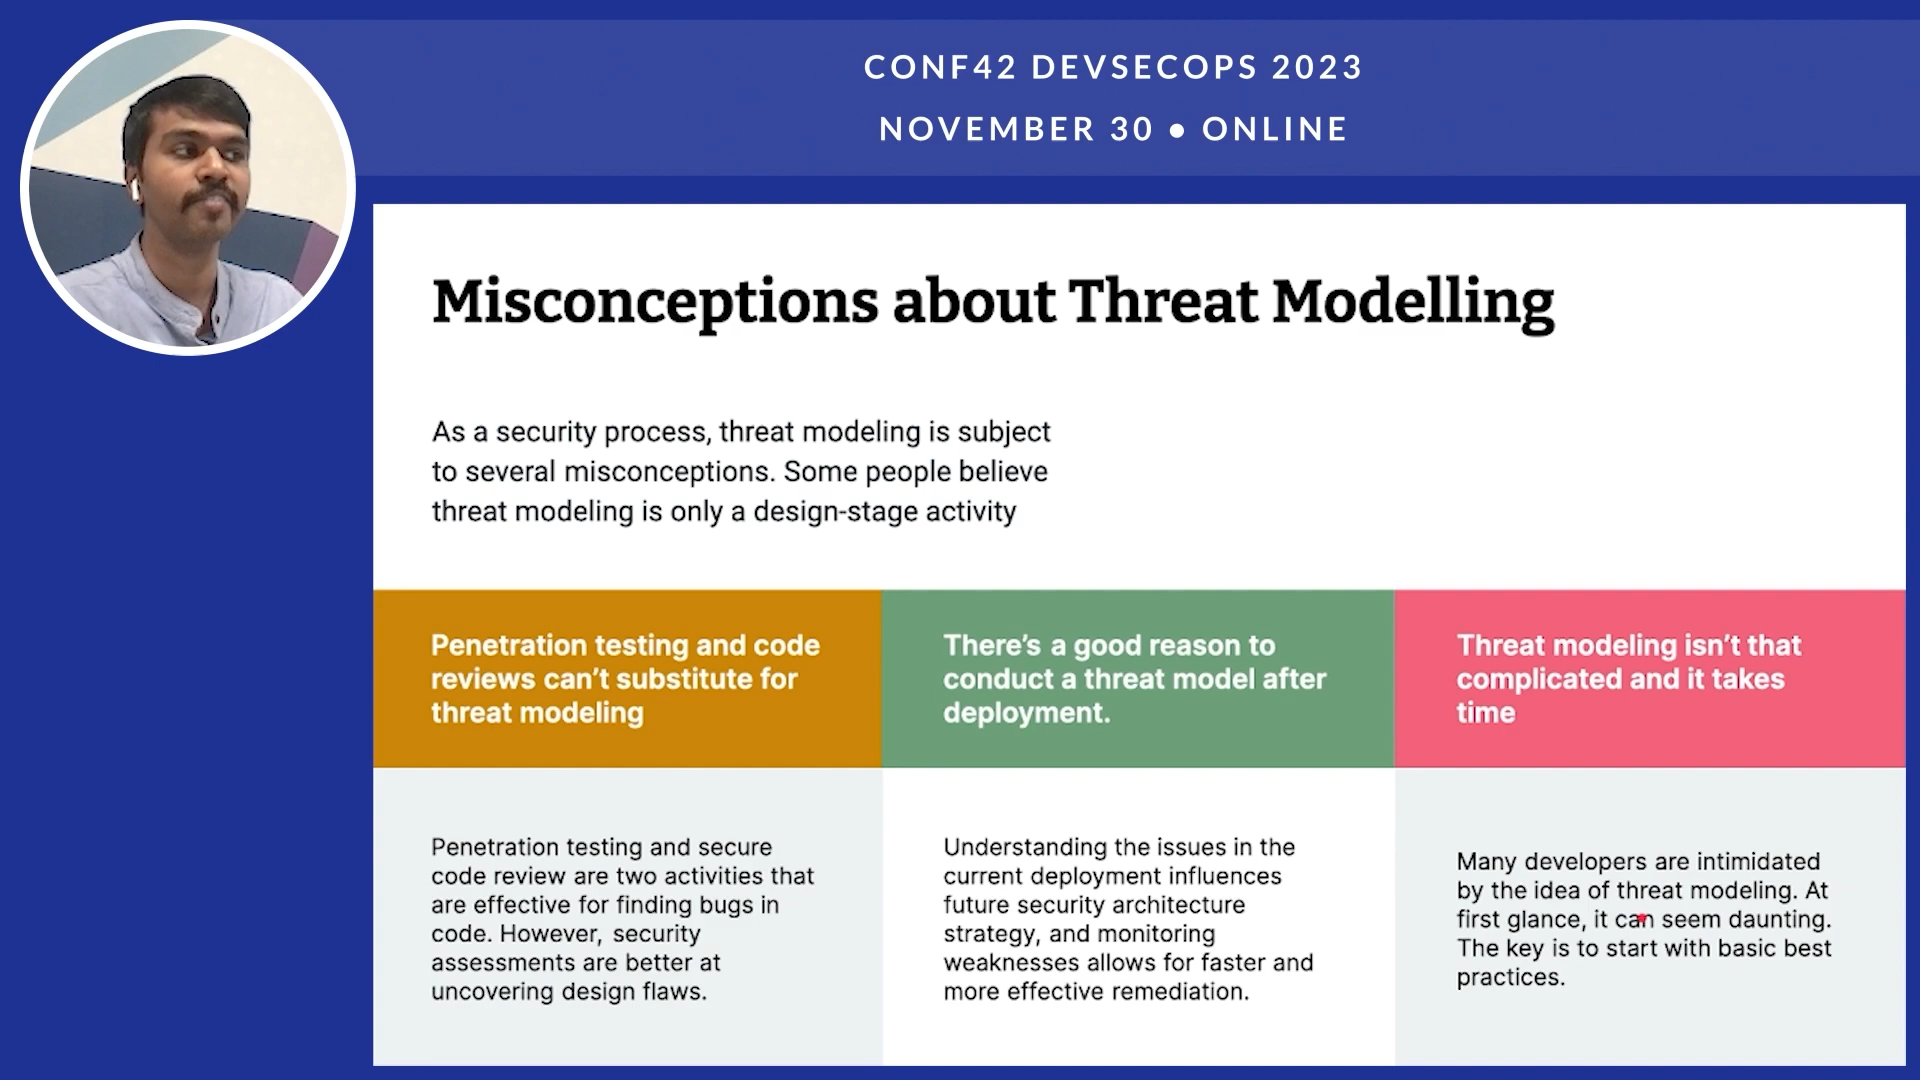 CONF42 DEVSECOPS 2023
NOVEMBER 30 ● ONLINE
Misconceptions about Threat Modelling
As a security process, threat modeling is subject
to several misconceptions. Some people believe
threat modeling is only a design-stage activity
Penetration testing and code
reviews can’t substitute for
threat modeling
There’s a good reason to
conduct a threat model after
deployment.
Threat modeling isn’t that
complicated and it takes
time
Penetration testing and secure
code review are two activities that
are effective for finding bugs in
code. However, security
assessments are better at
uncovering design flaws.
Understanding the issues in the
current deployment influences
future security architecture
strategy, and monitoring
weaknesses allows for faster and
more effective remediation.
Many developers are intimidated
by the idea of threat modeling. At
first glance, it can seem daunting.
The key is to start with basic best
practices.